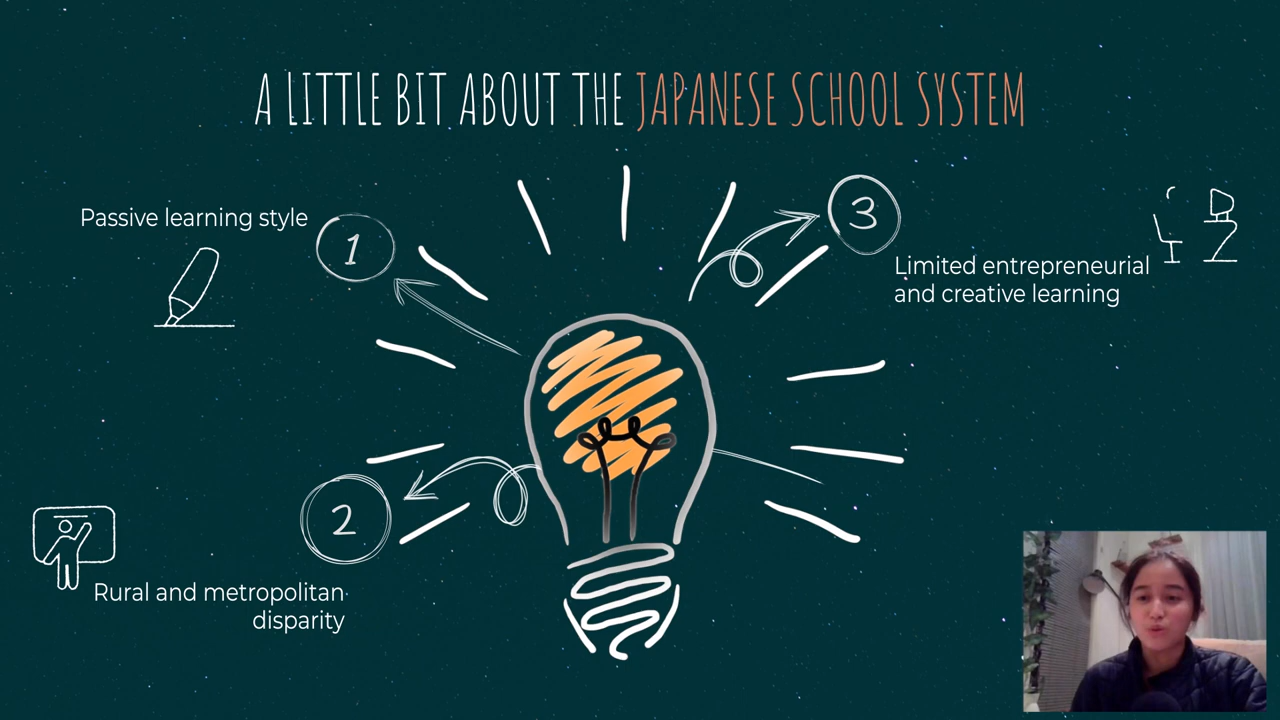 A LITTLE BIT ABOUT THE JAPANESE SCHOOL SYSTEM
Passive learning style
1
2
Rural and metropolitan
disparity
3
Limited entrepreneurial
and creative learning